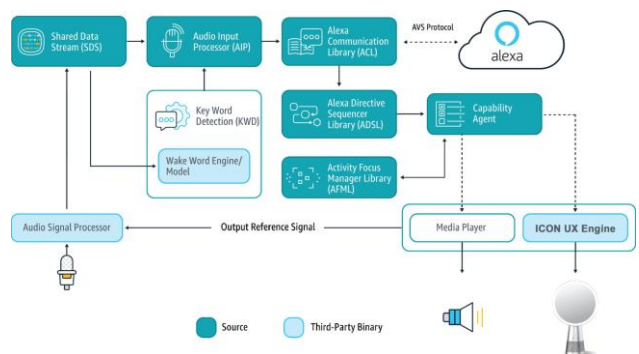 Shared Data
Stream (SDS)
Audio Input
Processor (AIP)
Alexa
Communication
Library (ACL)
AVS Protocol
alexa
Key Word
Detection (KWD)
Wake Word Engine/
Model
Alexa Directive
Sequencer
Library (ADSL)
Capability
Agent
Activity Focus
Manager Library
(AFML)
Audio Signal Processor
Output Reference Signal
Media Player
ICON UX Engine
Source
Third-Party Binary